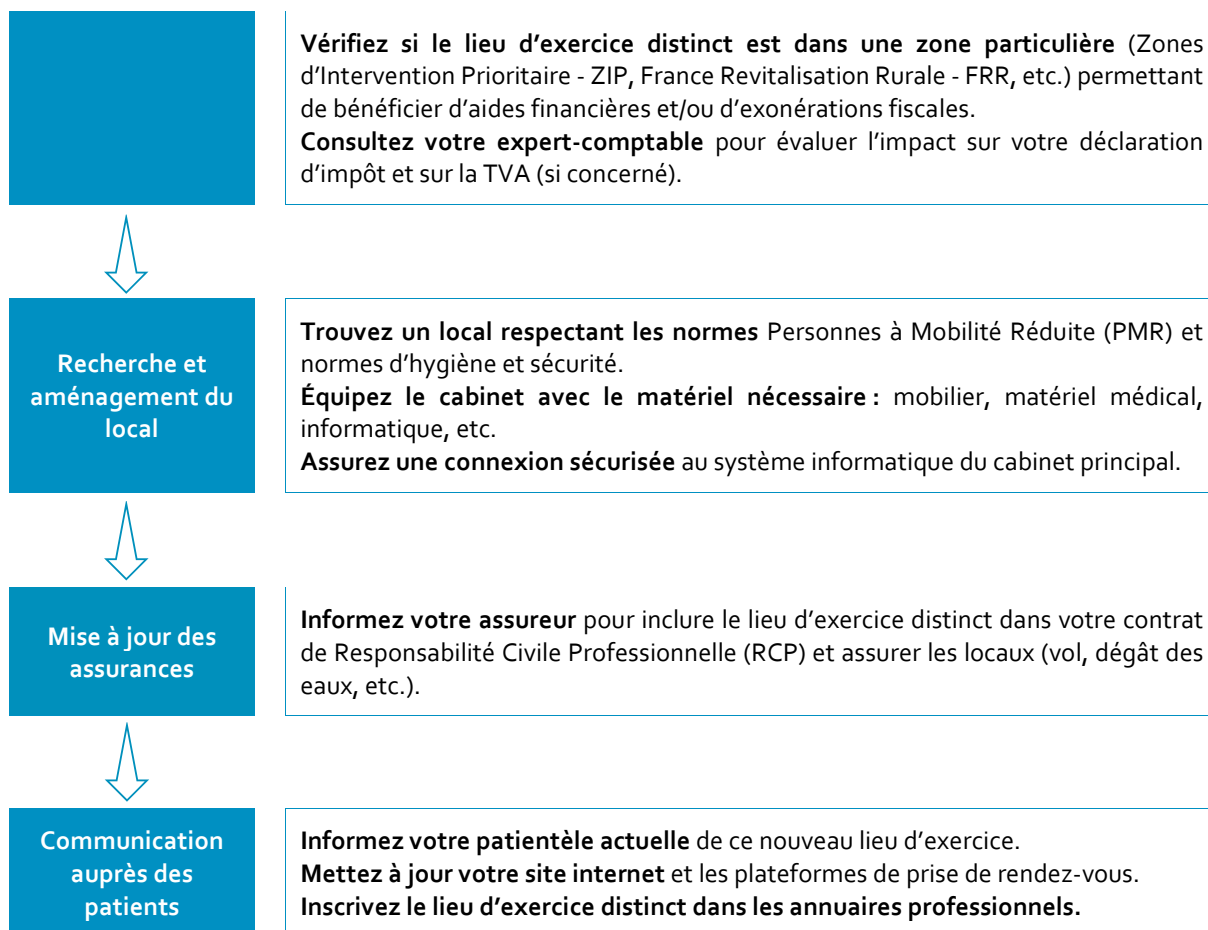 Vérifiez si le lieu d'exercice distinct est dans une zone particulière (Zones
d'Intervention Prioritaire - ZIP, France Revitalisation Rurale - FRR, etc.) permettant
de bénéficier d'aides financières et/ou d'exonérations fiscales.
Consultez votre expert-comptable pour évaluer l'impact sur votre déclaration
d'impôt et sur la TVA (si concerné).
Recherche et
aménagement du
local
Trouvez un local respectant les normes Personnes à Mobilité Réduite (PMR) et
normes d'hygiène et sécurité.
Équipez le cabinet avec le matériel nécessaire : mobilier, matériel médical,
informatique, etc.
Assurez une connexion sécurisée au système informatique du cabinet principal.
Mise à jour des
assurances
Informez votre assureur pour inclure le lieu d'exercice distinct dans votre contrat
de Responsabilité Civile Professionnelle (RCP) et assurer les locaux (vol, dégât des
eaux, etc.).
Communication
auprès des
patients
Informez votre patientèle actuelle de ce nouveau lieu d'exercice.
Mettez à jour votre site internet et les plateformes de prise de rendez-vous.
Inscrivez le lieu d'exercice distinct dans les annuaires professionnels.